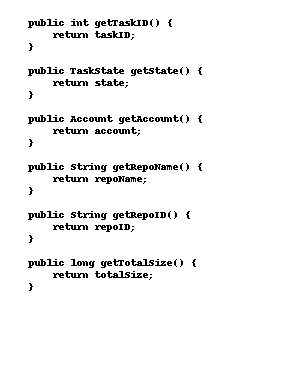 public int getTaskID() {
    return taskID;
}

public TaskState getState() {
    return state;
}

public Account getAccount() {
    return account;
}

public String getRepoName() {
    return repoName;
}

public String getRepoID() {
    return repoID;
}

public long getTotalSize() {
    return totalSize;
}